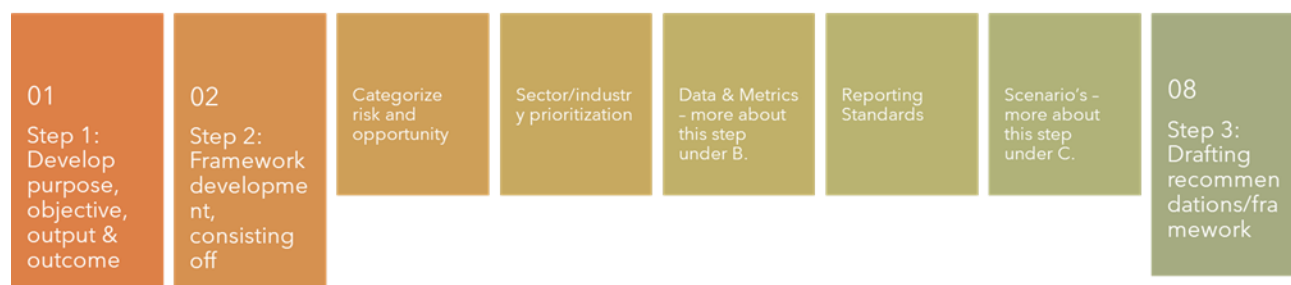 01
Step 1:
Develop
purpose,
objective,
output &
outcome
02
Step 2:
Framework
developme
nt,
consisting
off
Categorize
risk and
opportunity
Sector/industr
y prioritization
Data & Metrics
– more about
this step
under B.
Reporting
Standards
Scenario's –
more about
this step
under C.
08
Step 3:
Drafting
recommen
dations/fra
mework